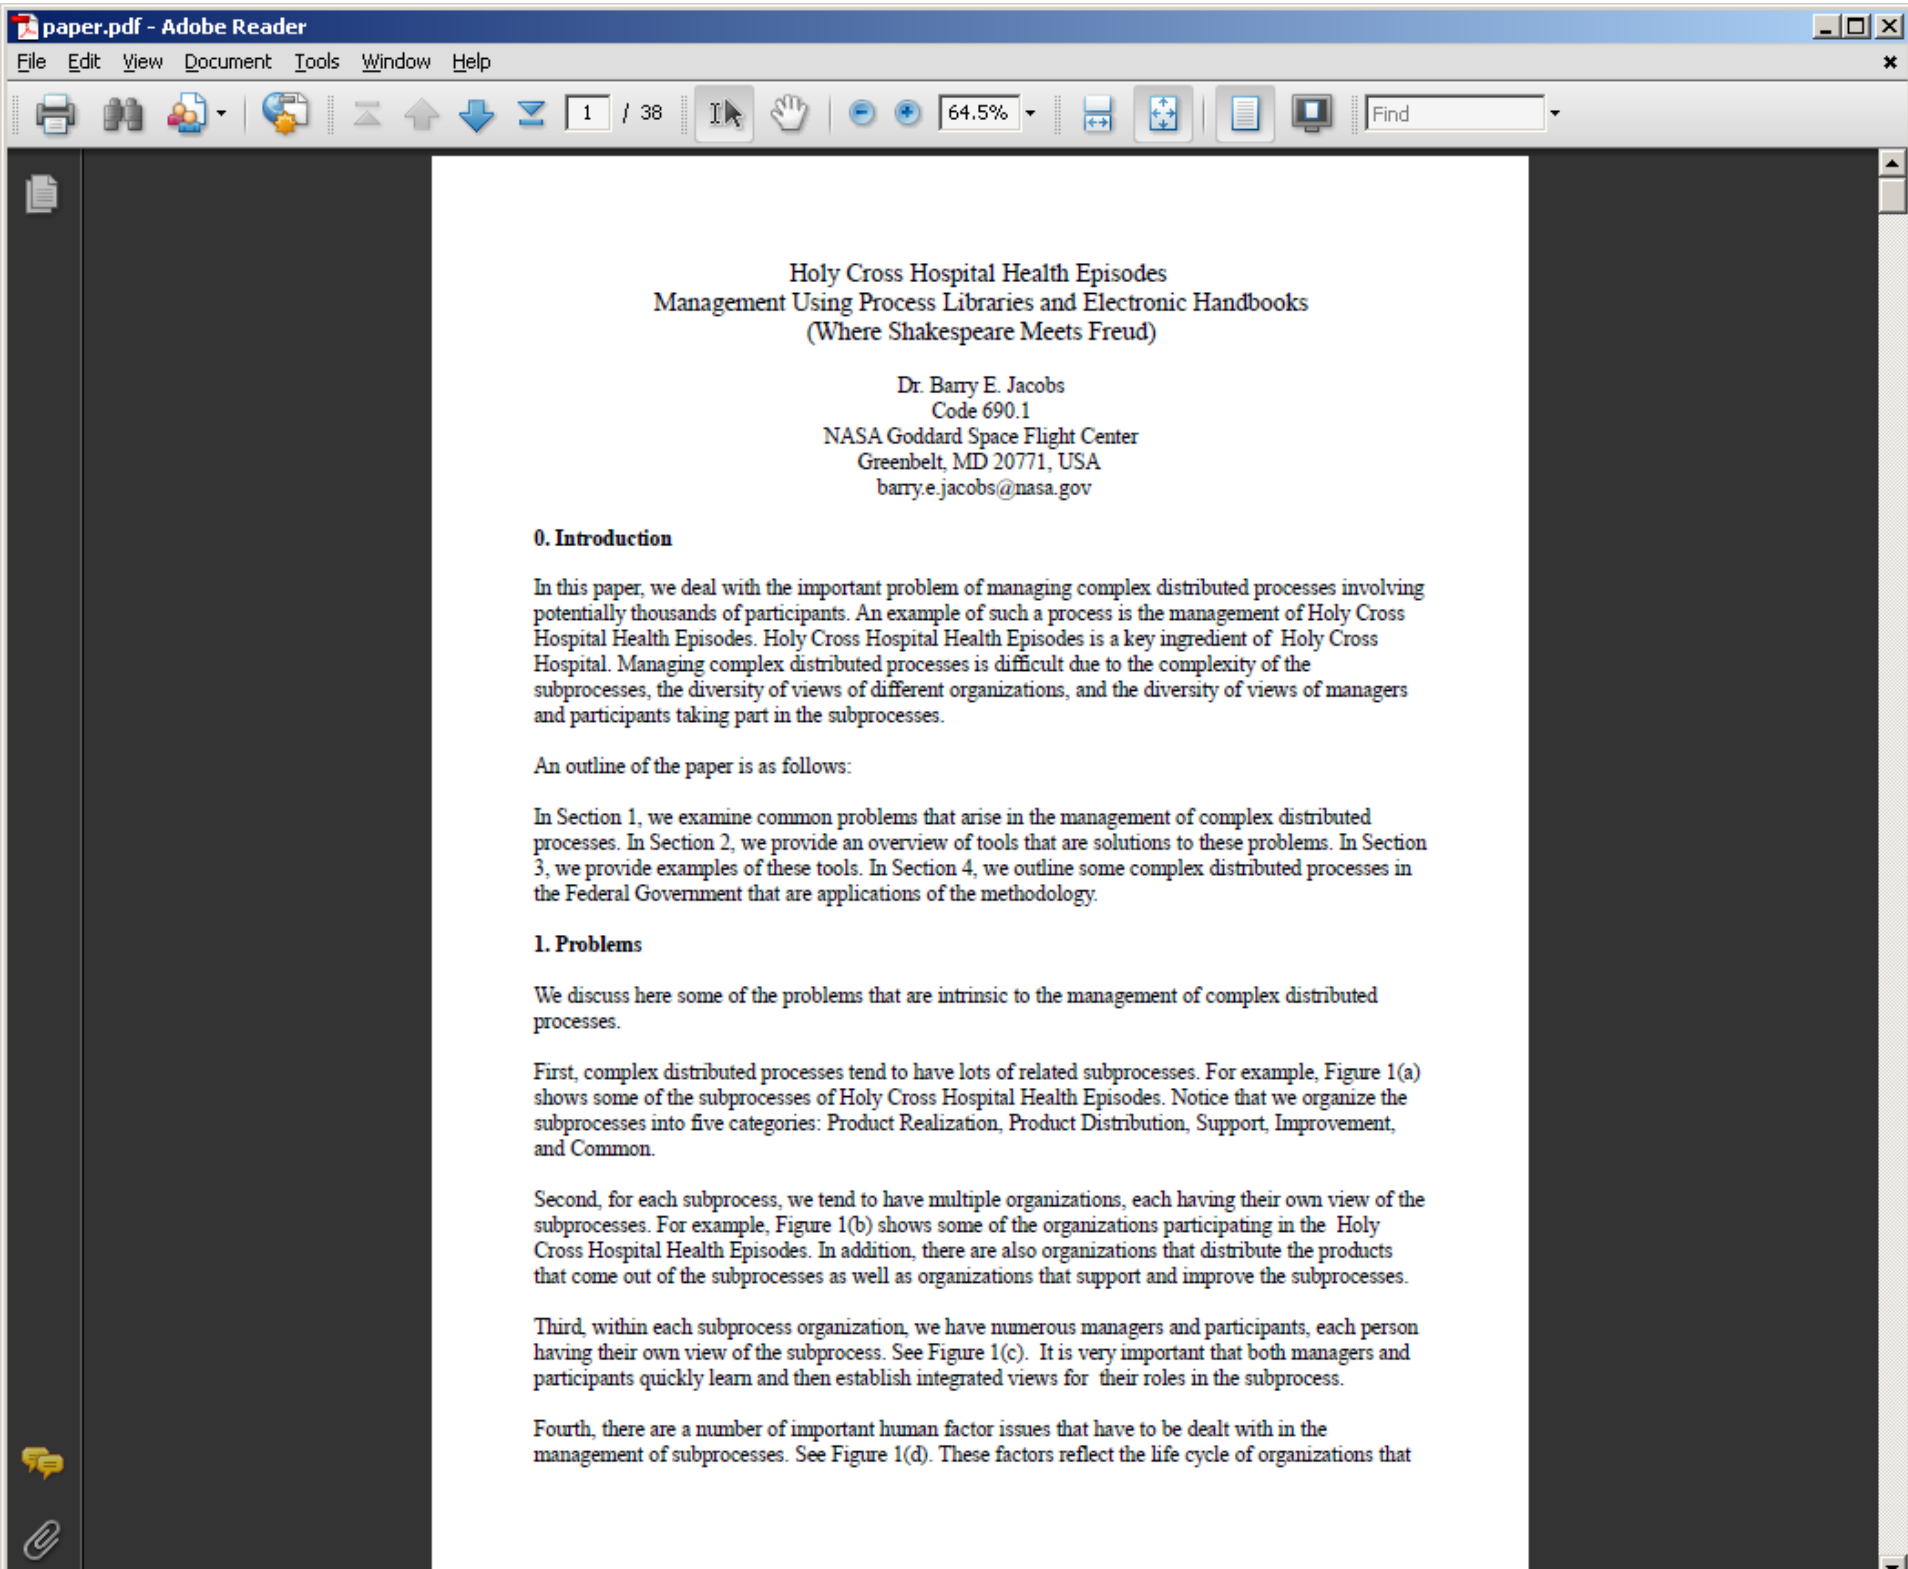 paper.pdf - Adobe Reader
File Edit View Document Tools Window Help
1 / 38 64.5% Find
Holy Cross Hospital Health Episodes
Management Using Process Libraries and Electronic Handbooks
(Where Shakespeare Meets Freud)
Dr. Barry E. Jacobs
Code 690.1
NASA Goddard Space Flight Center
Greenbelt, MD 20771, USA
barry.e.jacobs@nasa.gov
0. Introduction
In this paper, we deal with the important problem of managing complex distributed processes involving
potentially thousands of participants. An example of such a process is the management of Holy Cross
Hospital Health Episodes. Holy Cross Hospital Health Episodes is a key ingredient of Holy Cross
Hospital. Managing complex distributed processes is difficult due to the complexity of the
subprocesses, the diversity of views of different organizations, and the diversity of views of managers
and participants taking part in the subprocesses.
An outline of the paper is as follows:
In Section 1, we examine common problems that arise in the management of complex distributed
processes. In Section 2, we provide an overview of tools that are solutions to these problems. In Section
3, we provide examples of these tools. In Section 4, we outline some complex distributed processes in
the Federal Government that are applications of the methodology.
1. Problems
We discuss here some of the problems that are intrinsic to the management of complex distributed
processes.
First, complex distributed processes tend to have lots of related subprocesses. For example, Figure 1(a)
shows some of the subprocesses of Holy Cross Hospital Health Episodes. Notice that we organize the
subprocesses into five categories: Product Realization, Product Distribution, Support, Improvement,
and Common.
Second, for each subprocess, we tend to have multiple organizations, each having their own view of the
subprocesses. For example, Figure 1(b) shows some of the organizations participating in the Holy
Cross Hospital Health Episodes. In addition, there are also organizations that distribute the products
that come out of the subprocesses as well as organizations that support and improve the subprocesses.
Third, within each subprocess organization, we have numerous managers and participants, each person
having their own view of the subprocess. See Figure 1(c). It is very important that both managers and
participants quickly learn and then establish integrated views for their roles in the subprocess.
Fourth, there are a number of important human factor issues that have to be dealt with in the
management of subprocesses. See Figure 1(d). These factors reflect the life cycle of organizations that